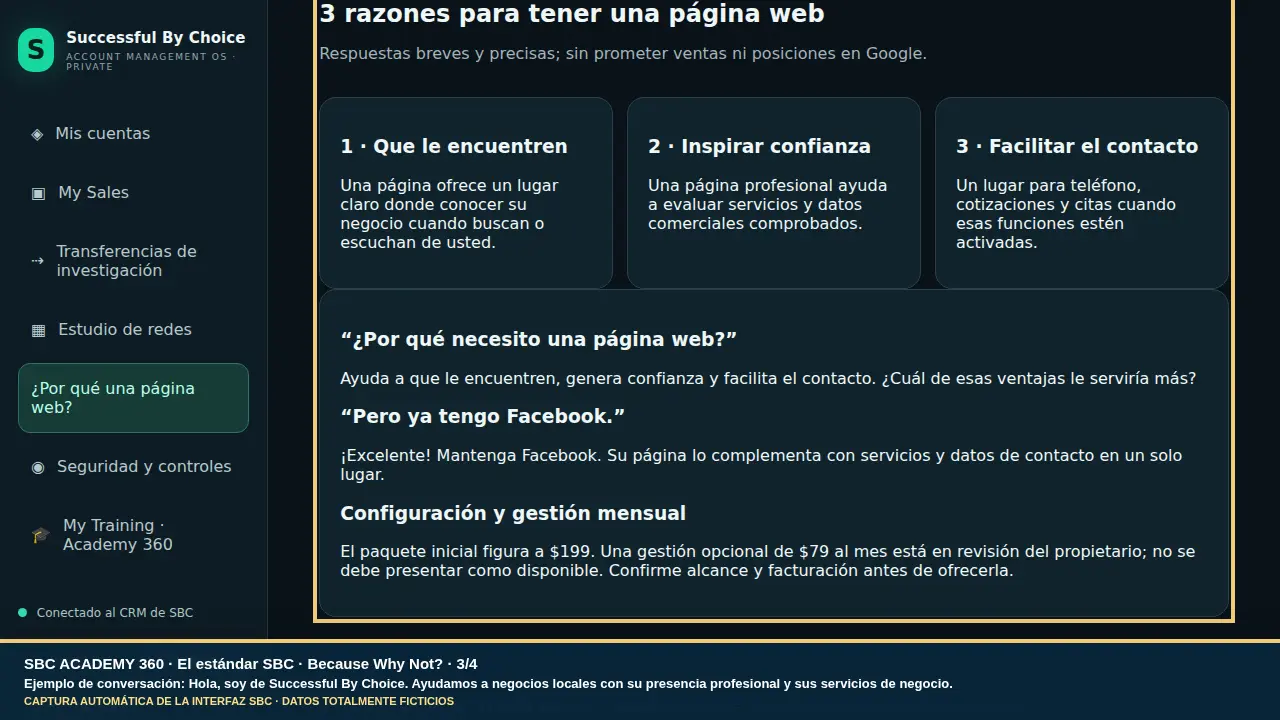 S
Successful By Choice
ACCOUNT MANAGEMENT OS ·
PRIVATE
Mis cuentas
My Sales
Transferencias de
investigación
Estudio de redes
¿Por qué una página
web?
Seguridad y controles
My Training ·
Academy 360
Conectado al CRM de SBC
3 razones para tener una página web
Respuestas breves y precisas; sin prometer ventas ni posiciones en Google.
1 · Que le encuentren
Una página ofrece un lugar
claro donde conocer su
negocio cuando buscan o
escuchan de usted.
2 · Inspirar confianza
Una página profesional ayuda
a evaluar servicios y datos
comerciales comprobados.
3 · Facilitar el contacto
Un lugar para teléfono,
cotizaciones y citas cuando
esas funciones estén
activadas.
“¿Por qué necesito una página web?”
Ayuda a que le encuentren, genera confianza y facilita el contacto. ¿Cuál de esas ventajas le serviría más?
“Pero ya tengo Facebook.”
¡Excelente! Mantenga Facebook. Su página lo complementa con servicios y datos de contacto en un solo
lugar.
Configuración y gestión mensual
El paquete inicial figura a $199. Una gestión opcional de $79 al mes está en revisión del propietario; no se
debe presentar como disponible. Confirme alcance y facturación antes de ofrecerla.
SBC ACADEMY 360 · El estándar SBC · Because Why Not? · 3/4
Ejemplo de conversación: Hola, soy de Successful By Choice. Ayudamos a negocios locales con su presencia profesional y sus servicios de negocio.
CAPTURA AUTOMÁTICA DE LA INTERFAZ SBC · DATOS TOTALMENTE FICTICIOS